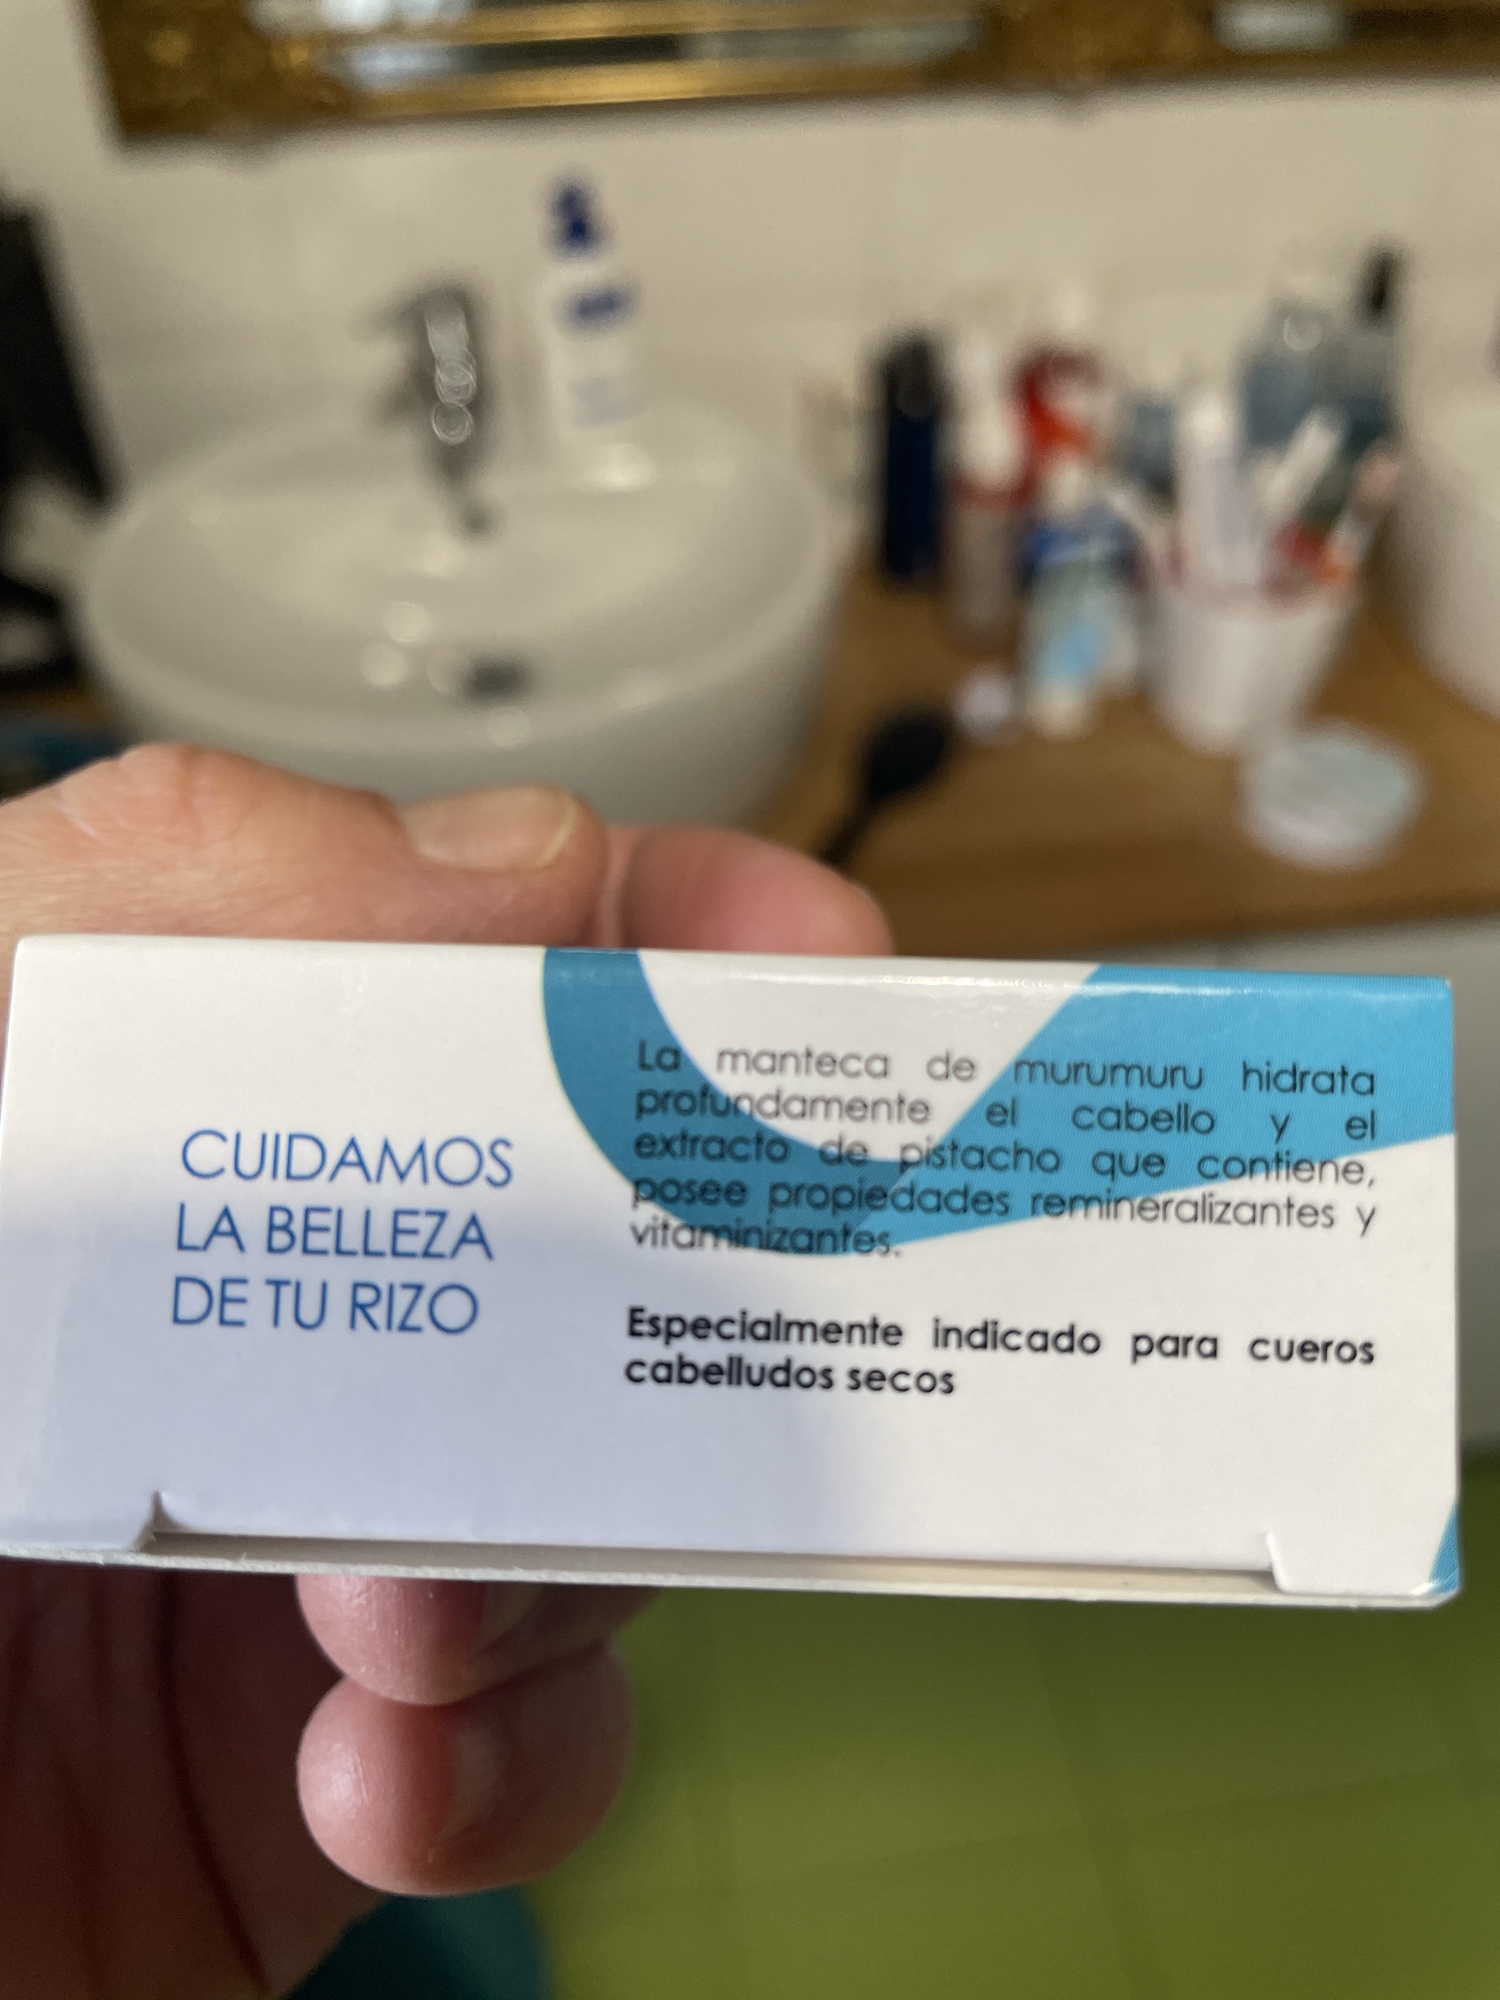 CUIDAMOS
LA BELLEZA
DE TU RIZO
La manteca de murumuru hidrata
profundamente el cabello y el
extracto de pistacho que contiene,
posee propiedades remineralizantes y
vitaminizantes.
Especialmente indicado para cueros
cabelludos secos